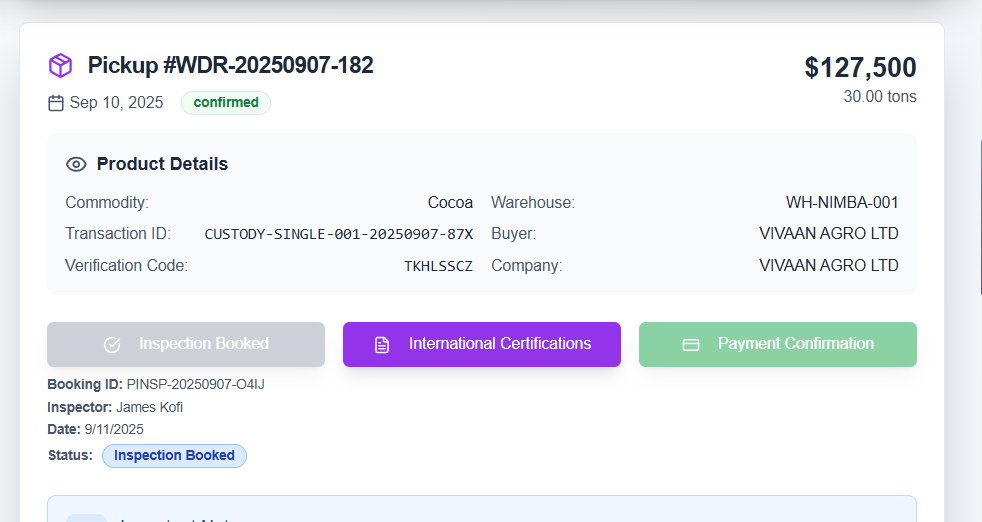 Pickup #WDR-20250907-182
$127,500
Sep 10, 2025 confirmed
30.00 tons
Product Details
Commodity: Cocoa Warehouse: WH-NIMBA-001
Transaction ID: CUSTODY-SINGLE-001-20250907-87X Buyer: VIVAAN AGRO LTD
Verification Code: TKHLSSCZ Company: VIVAAN AGRO LTD
Inspection Booked International Certifications Payment Confirmation
Booking ID: PINSP-20250907-O4IJ
Inspector: James Kofi
Date: 9/11/2025
Status: Inspection Booked